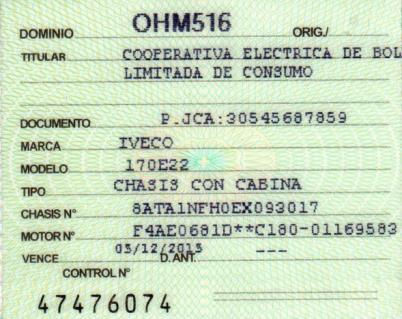 DOMINIO OHM516 ORIG./
TITULAR COOPERATIVA ELECTRICA DE BOL
LIMITADA DE CONSUMO
DOCUMENTO P.JCA:30545687859
MARCA IVECO
MODELO 170E22
TIPO CHASIS CON CABINA
CHASIS N° 8ATA1NFH0EX093017
MOTOR N° F4AE0681D**C180-01169583
VENCE 03/12/2015 D.ANT. ---
CONTROL N°
47476074